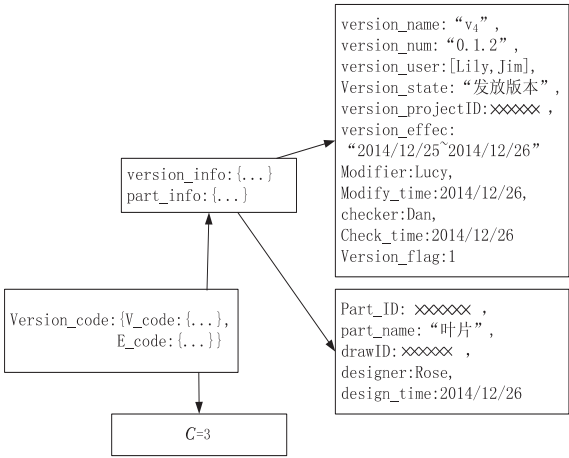 version_name:“v₄”,
version_num:“0.1.2”,
version_user:[Lily,Jim],
Version_state:“发放版本”,
version_projectID:××××××,
version_effec:
“2014/12/25~2014/12/26”
Modifier:Lucy,
Modify_time:2014/12/26,
checker:Dan,
Check_time:2014/12/26
Version_flag:1
version_info:{...}
part_info:{...}
Version_code:{V_code:{...},
E_code:{...}}
Part_ID: ××××××,
part_name:“叶片”,
drawID:××××××,
designer:Rose,
design_time:2014/12/26
C=3